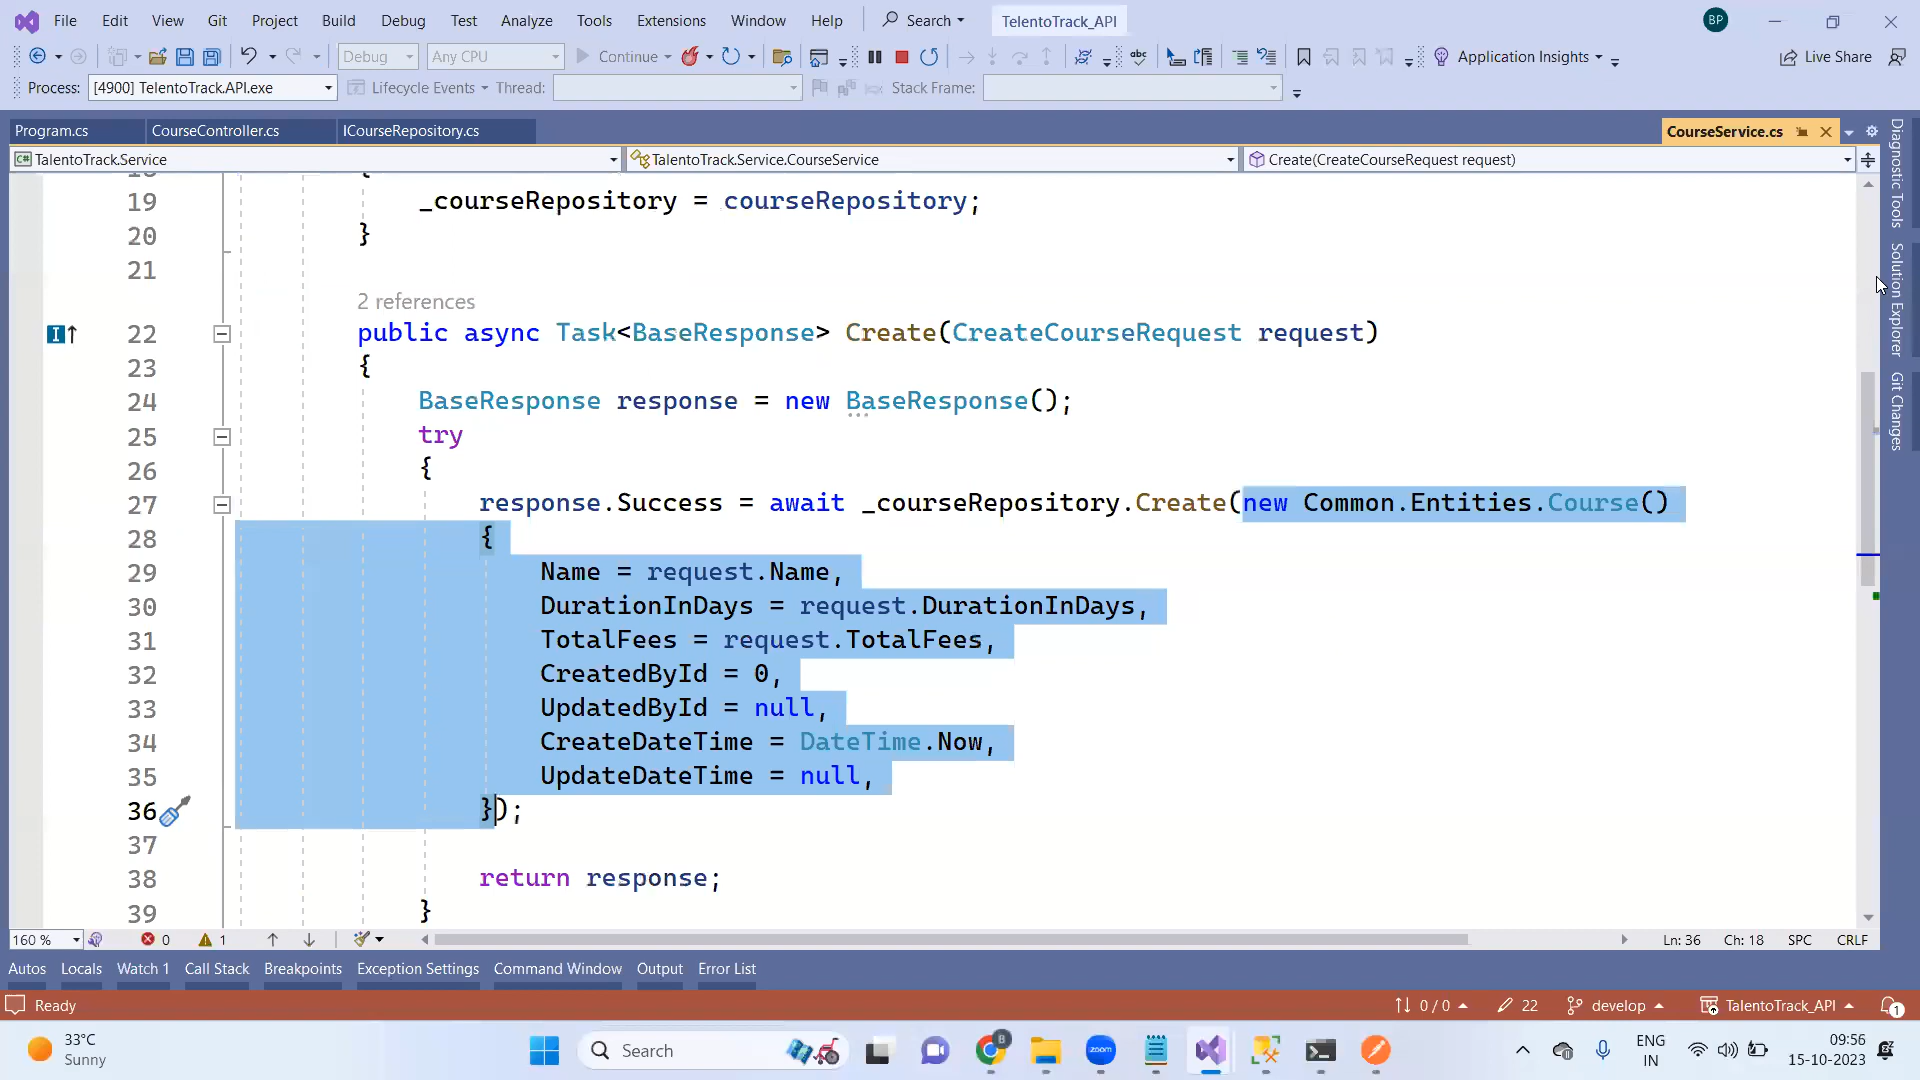 File Edit View Git Project Build Debug Test Analyze Tools Extensions Window Help Search TelentoTrack_API BP
Debug Any CPU Continue Application Insights Live Share
Process: [4900] TelentoTrack.API.exe Lifecycle Events Thread: Stack Frame:
Program.cs CourseController.cs ICourseRepository.cs CourseService.cs
TalentoTrack.Service TalentoTrack.Service.CourseService Create(CreateCourseRequest request)
19 _courseRepository = courseRepository;
20 }
21
2 references
22 public async Task<BaseResponse> Create(CreateCourseRequest request)
23 {
24 BaseResponse response = new BaseResponse();
25 try
26 {
27 response.Success = await _courseRepository.Create(new Common.Entities.Course()
28 {
29 Name = request.Name,
30 DurationInDays = request.DurationInDays,
31 TotalFees = request.TotalFees,
32 CreatedById = 0,
33 UpdatedById = null,
34 CreateDateTime = DateTime.Now,
35 UpdateDateTime = null,
36 });
37
38 return response;
39 }
Diagnostic Tools
Solution Explorer
Git Changes
160 % 0 1 Ln: 36 Ch: 18 SPC CRLF
Autos Locals Watch 1 Call Stack Breakpoints Exception Settings Command Window Output Error List
Ready 0 / 0 22 develop TalentoTrack_API 1
33°C
Sunny
Search
zoom
ENG
IN
09:56
15-10-2023